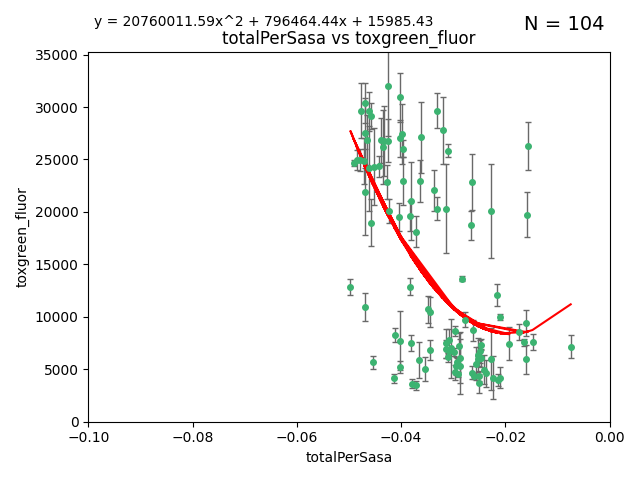 y = 20760011.59x^2 + 796464.44x + 15985.43
N = 104
totalPerSasa vs toxgreen_fluor
35000
30000
25000
20000
15000
10000
5000
0
toxgreen_fluor
−0.10
−0.08
−0.06
−0.04
−0.02
0.00
totalPerSasa